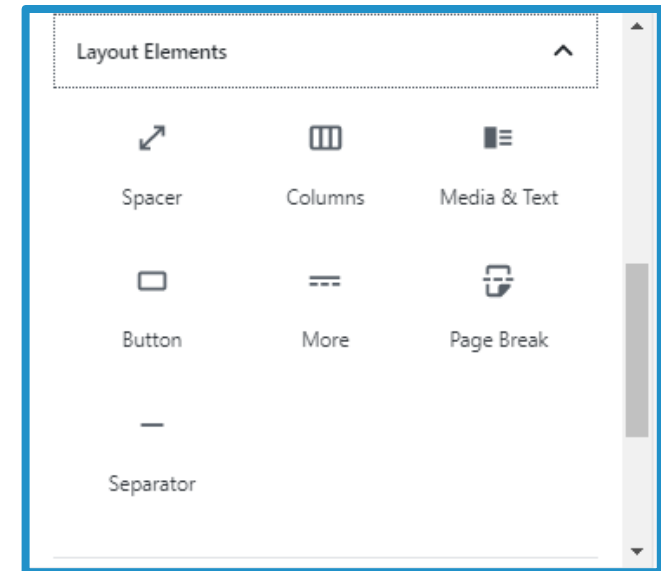 Layout Elements
Spacer
Columns
Media & Text
Button
More
Page Break
Separator